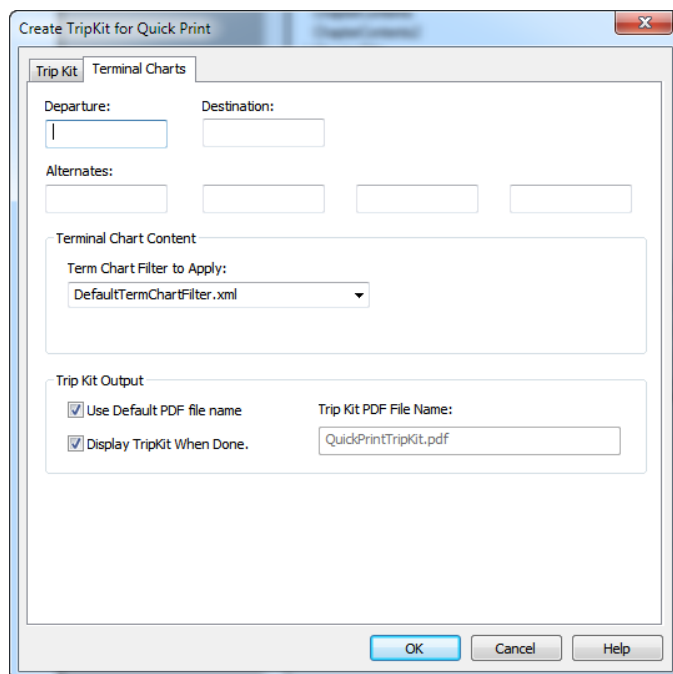 Create TripKit for Quick Print
Trip Kit
Terminal Charts
Departure:
Destination:
Alternates:
Terminal Chart Content
Term Chart Filter to Apply:
DefaultTermChartFilter.xml
Trip Kit Output
Use Default PDF file name
Trip Kit PDF File Name:
Display TripKit When Done.
QuickPrintTripKit.pdf
OK
Cancel
Help